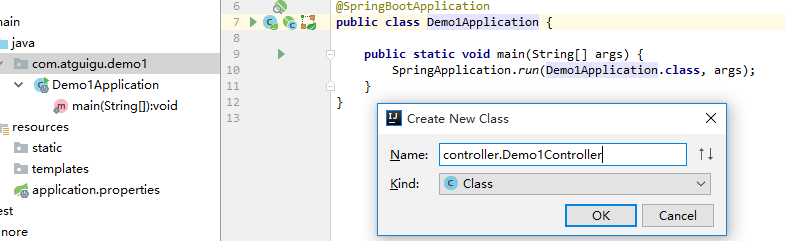 main
java
com.atguigu.demo1
Demo1Application
main(String[]):void
resources
static
templates
application.properties
est
nore
6 @SpringBootApplication
7 public class Demo1Application {
8
9 public static void main(String[] args) {
10 SpringApplication.run(Demo1Application.class, args);
11 }
12 }
13
Create New Class
Name: controller.Demo1Controller
Kind: Class
OK Cancel